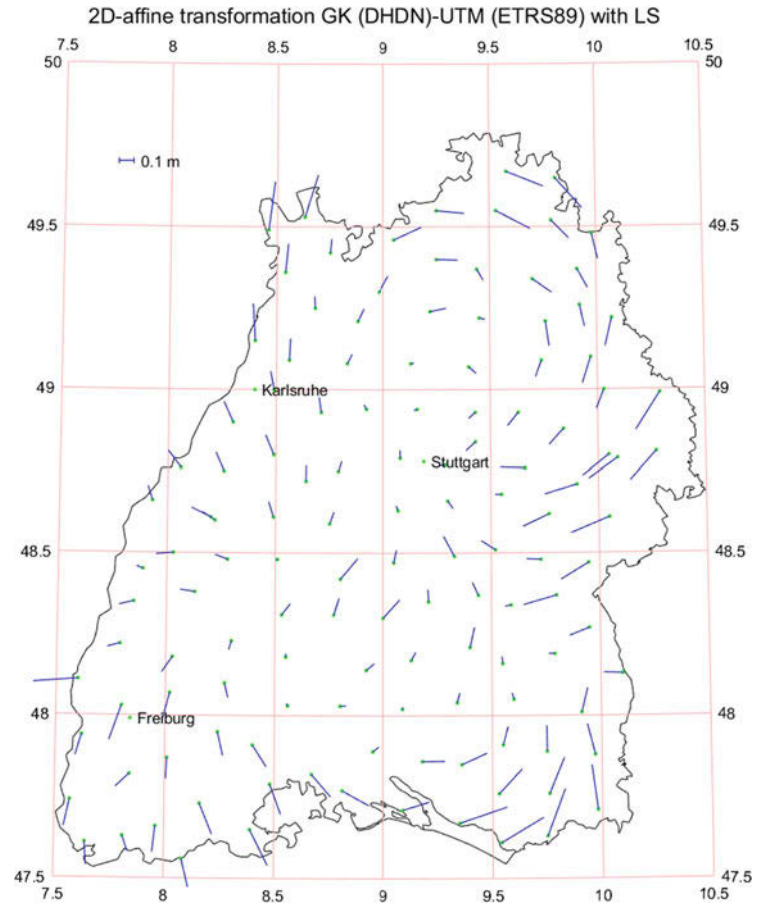 2D-affine transformation GK (DHDN)-UTM (ETRS89) with LS
7.5 8 8.5 9 9.5 10 10.5
50 50
0.1 m
49.5 49.5
49 49
Karlsruhe
Stuttgart
48.5 48.5
48 48
Freiburg
47.5 47.5
7.5 8 8.5 9 9.5 10 10.5